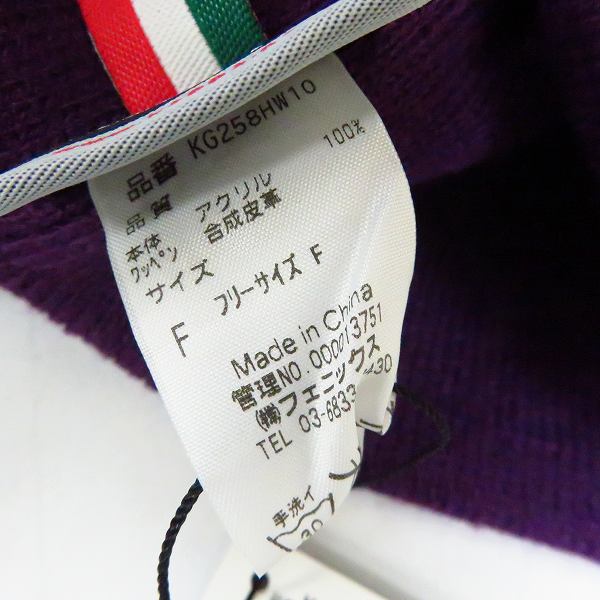 品番 KG258HW10
品質
本体 アクリル 100%
ワッペン 合成皮革
サイズ
F フリーサイズ F
Made in China
管理NO.000013751
㈱フェニックス
TEL 03-6833
手洗イ
30